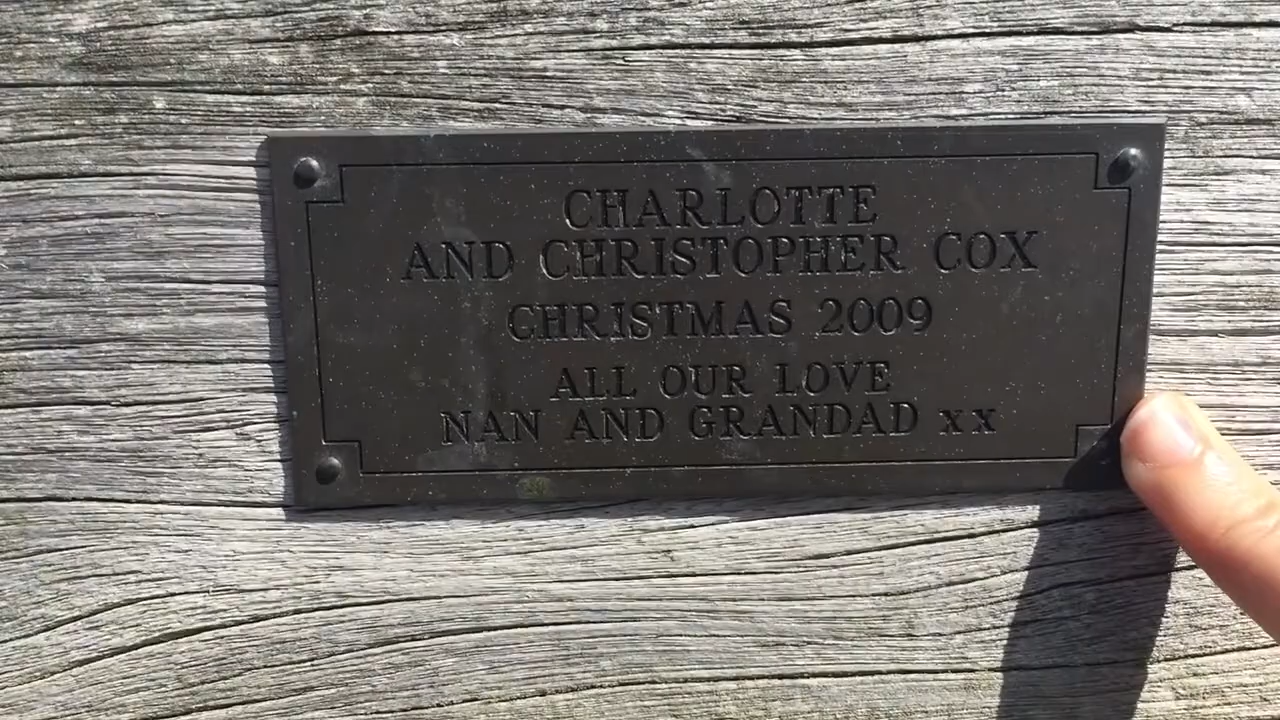 CHARLOTTE
AND CHRISTOPHER COX
CHRISTMAS 2009
ALL OUR LOVE
NAN AND GRANDAD xx